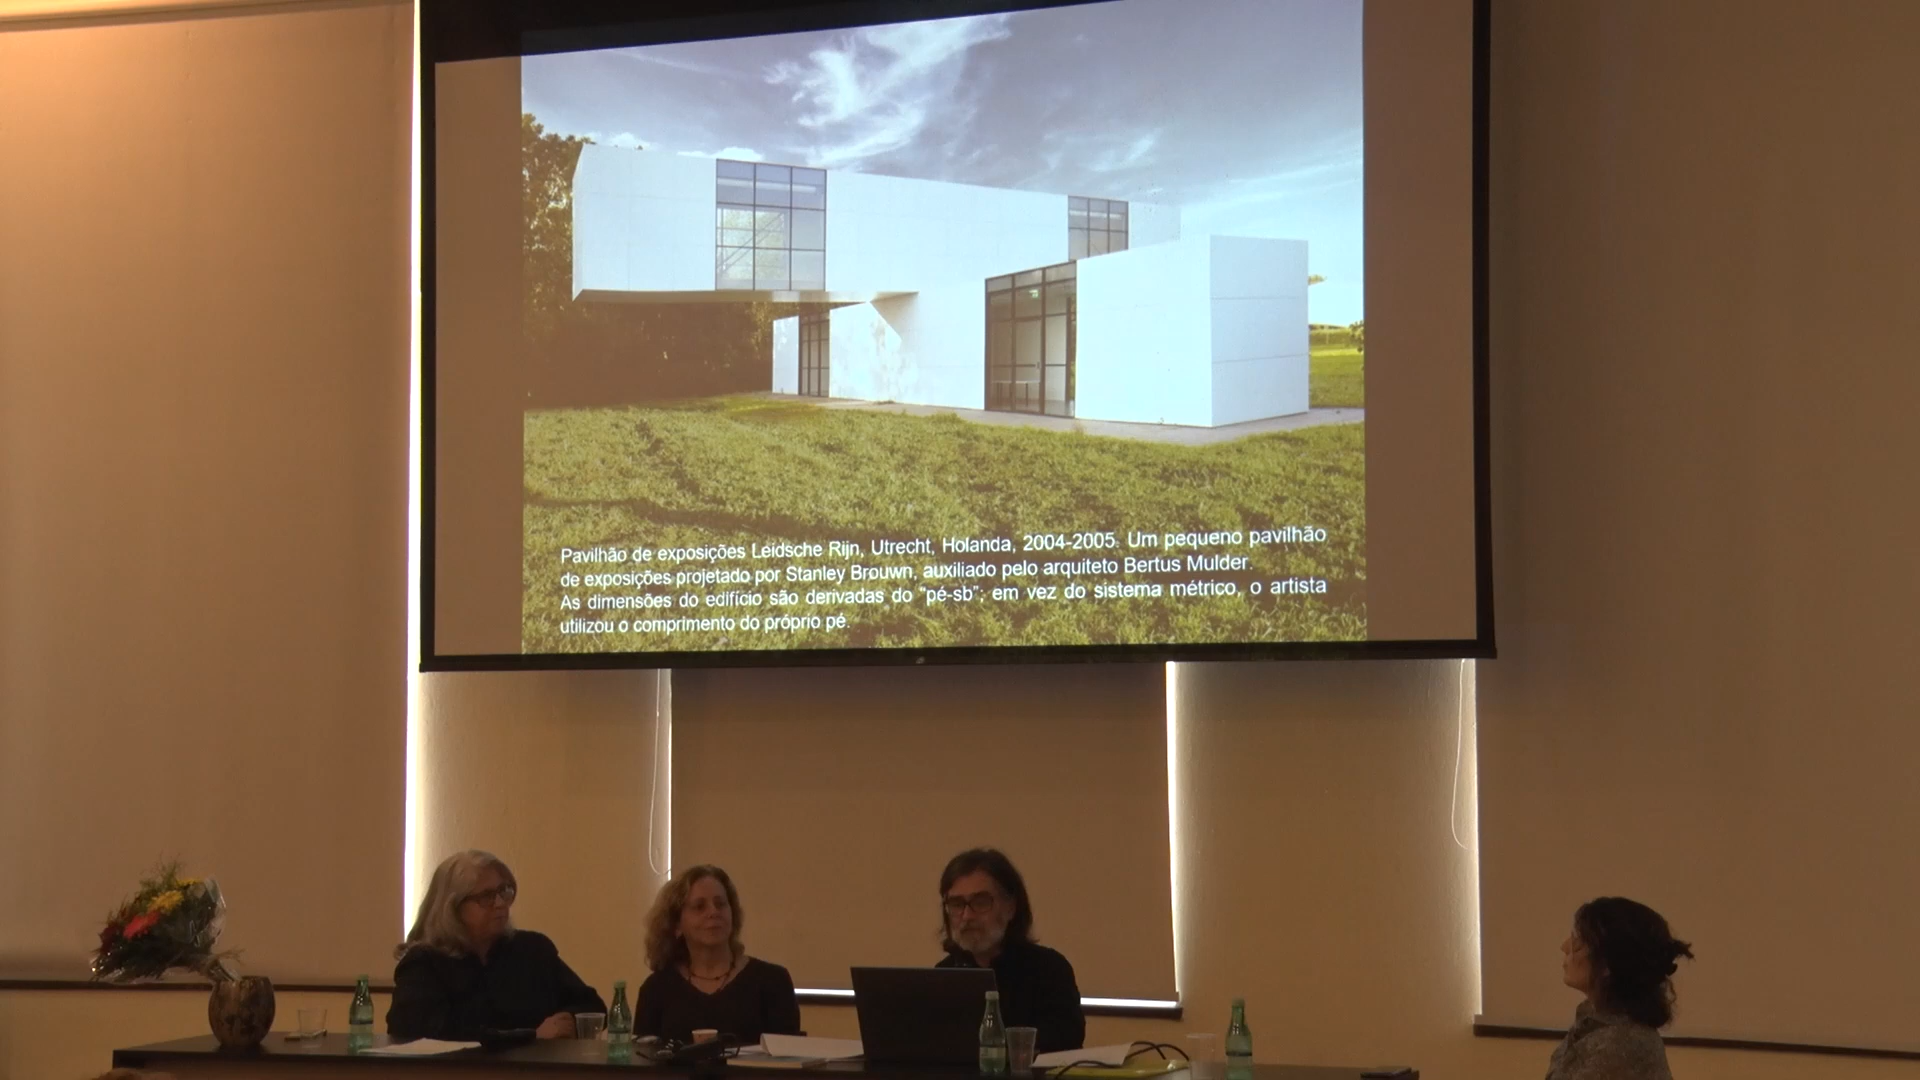 Pavilhão de exposições Leidsche Rijn, Utrecht, Holanda, 2004-2005. Um pequeno pavilhão
de exposições projetado por Stanley Brouwn, auxiliado pelo arquiteto Bertus Mulder.
As dimensões do edifício são derivadas do "pé-sb"; em vez do sistema métrico, o artista
utilizou o comprimento do próprio pé.